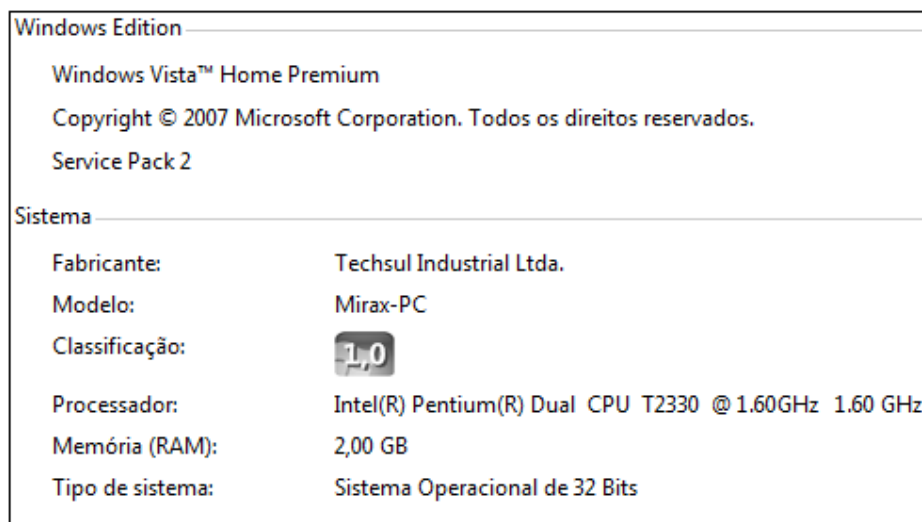 Windows Edition
Windows Vista™ Home Premium
Copyright © 2007 Microsoft Corporation. Todos os direitos reservados.
Service Pack 2
Sistema
Fabricante: Techsul Industrial Ltda.
Modelo: Mirax-PC
Classificação: 1,0
Processador: Intel(R) Pentium(R) Dual CPU T2330 @ 1.60GHz 1.60 GHz
Memória (RAM): 2,00 GB
Tipo de sistema: Sistema Operacional de 32 Bits